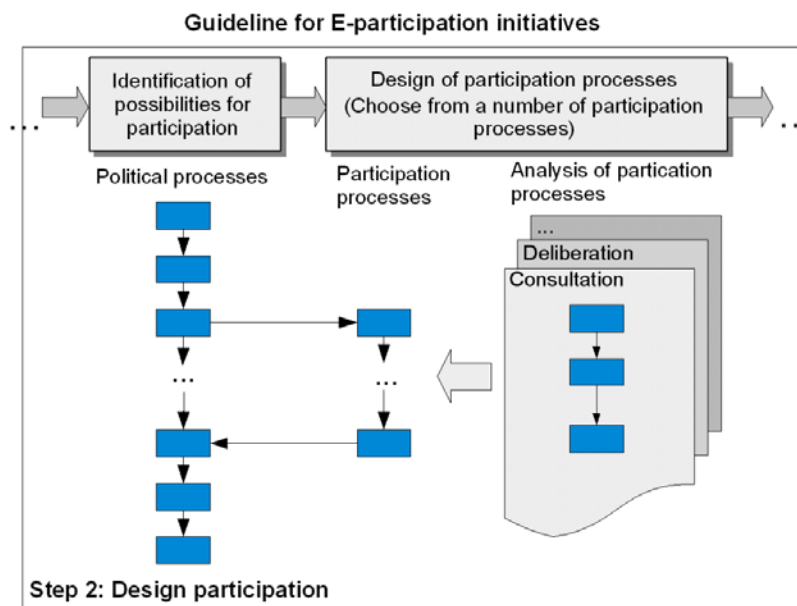 Guideline for E-participation initiatives
Identification of
possibilities for
participation
Design of participation processes
(Choose from a number of participation
processes)
...
...
Political processes
Participation
processes
Analysis of partication
processes
...
Deliberation
Consultation
...
...
Step 2: Design participation